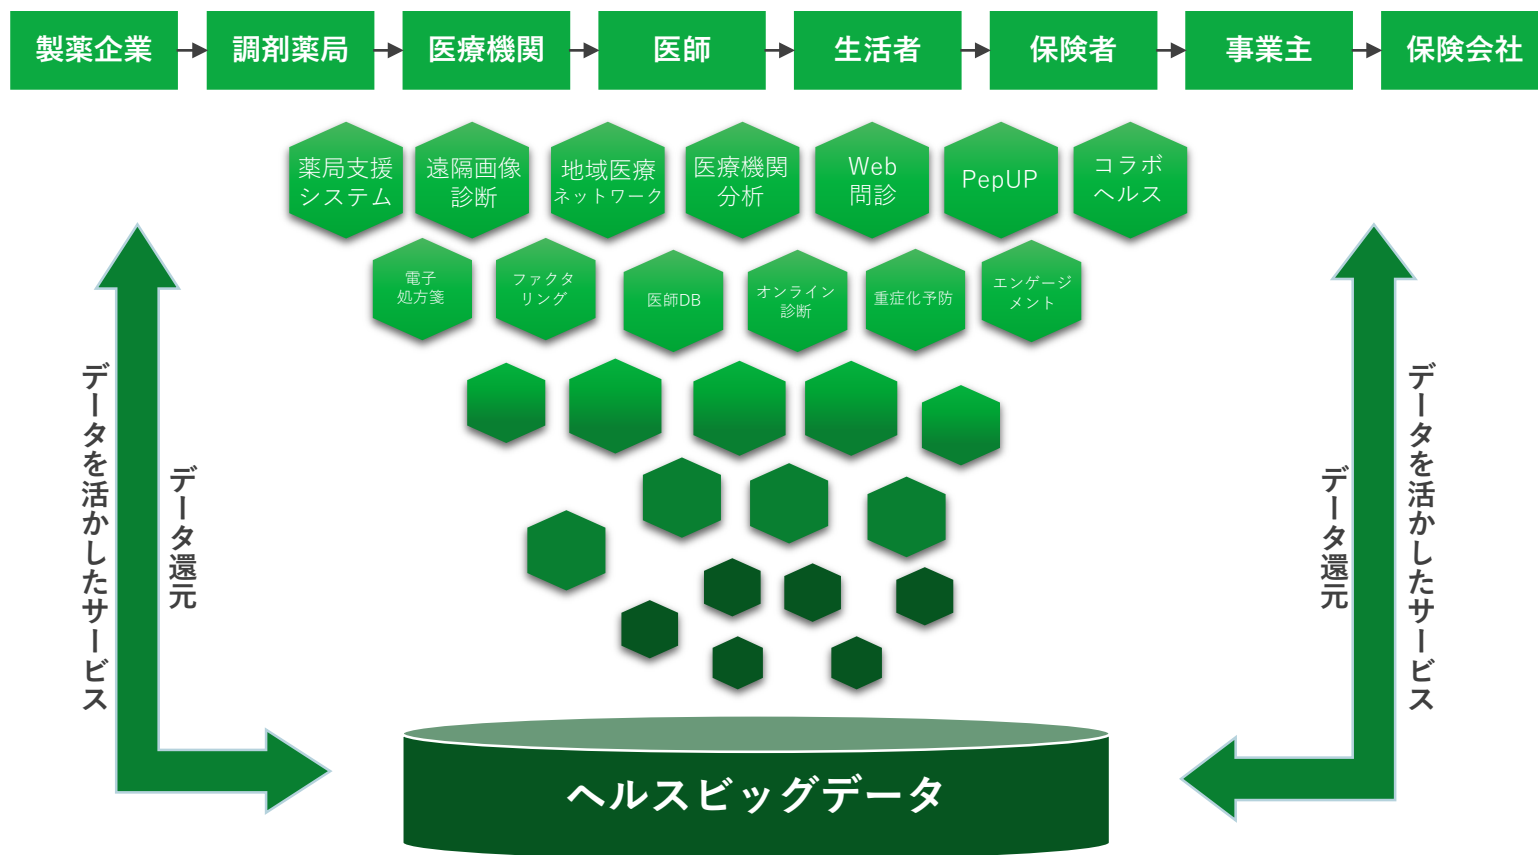 製薬企業
調剤薬局
医療機関
医師
生活者
保険者
事業主
保険会社
薬局支援
システム
遠隔画像
診断
地域医療
ネットワーク
医療機関
分析
Web
問診
PepUP
コラボ
ヘルス
電子
処方箋
ファクタ
リング
医師DB
オンライン
診断
重症化予防
エンゲージ
メント
データを活かしたサービス
データ還元
データ還元
データを活かしたサービス
ヘルスビッグデータ